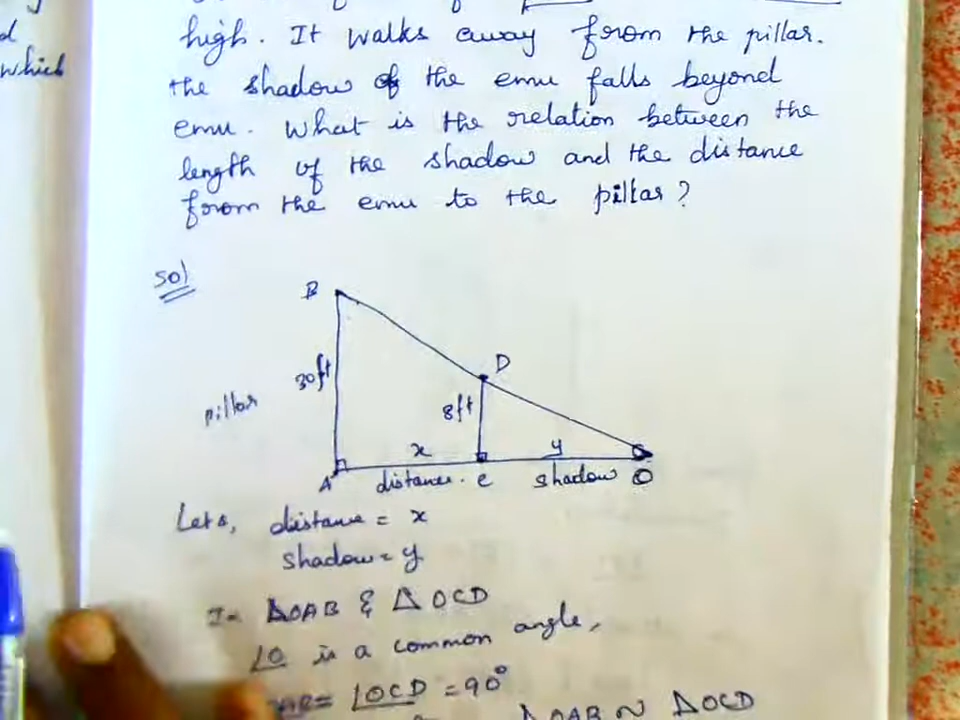 which
high. It walks away from the pillar.
the shadow of the emu falls beyond
emu. What is the relation between the
length of the shadow and the distance
from the emu to the pillar?
sol
B
D
30ft
8ft
pillar
x
y
A
distance. c
shadow
O
Lets, distance = x
shadow = y
In ΔOAB & ΔOCD
∠O is a common angle,
∠OCD = 90°
ΔOAB ~ ΔOCD